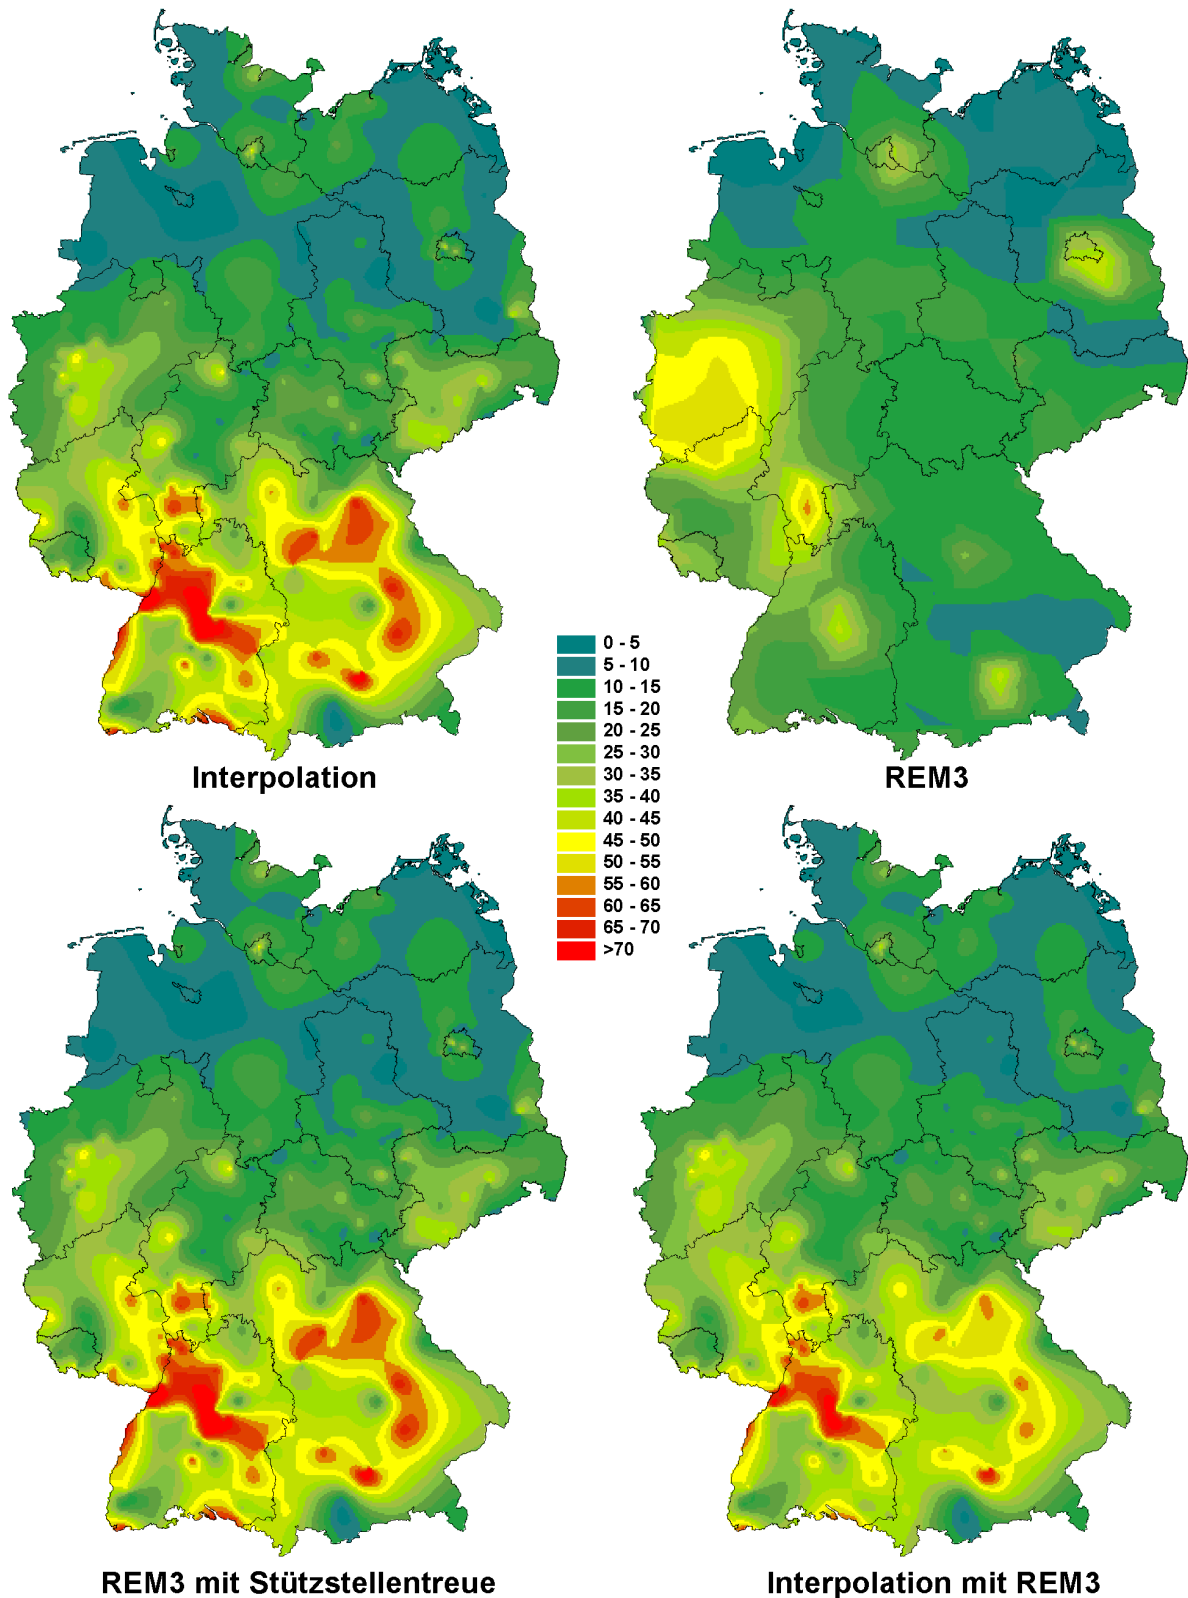 0 - 5
5 - 10
10 - 15
15 - 20
20 - 25
25 - 30
30 - 35
35 - 40
40 - 45
45 - 50
50 - 55
55 - 60
60 - 65
65 - 70
>70
Interpolation
REM3
REM3 mit Stützstellentreue
Interpolation mit REM3